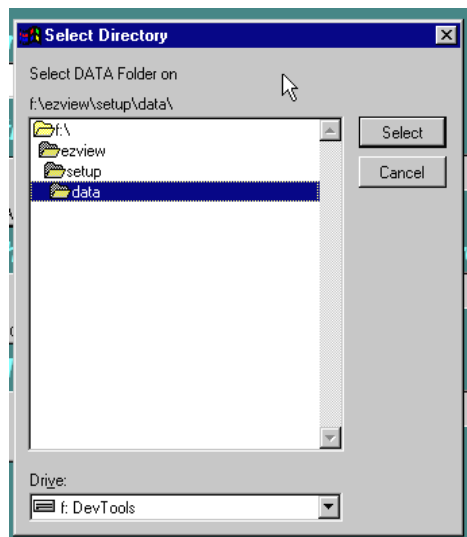 Select Directory
Select DATA Folder on
f:\ezview\setup\data\
f:\
ezview
setup
data
Select
Cancel
Drive:
f: DevTools